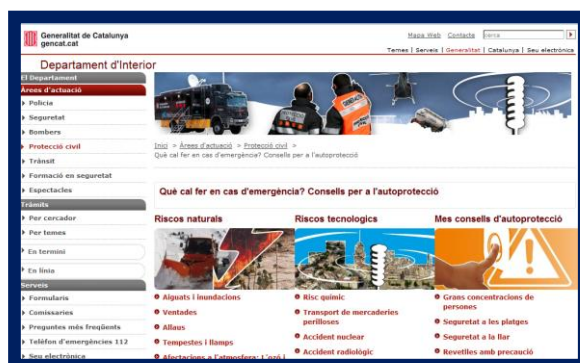 Generalitat de Catalunya
gencat.cat
Mapa Web Contacte cerca
Temes | Serveis | Generalitat | Catalunya | Seu electrònica
Departament d'Interior
El Departament
Àrees d'actuació
Policia
Seguretat
Bombers
Protecció civil
Trànsit
Formació en seguretat
Espectacles
Tràmits
Per cercador
Per temes
En termini
En línia
Serveis
Formularis
Comissaries
Preguntes més freqüents
Telèfon d'emergències 112
Seu electrònica
Inici > Àrees d'actuació > Protecció civil >
Què cal fer en cas d'emergència? Consells per a l'autoprotecció
Què cal fer en cas d'emergència? Consells per a l'autoprotecció
Riscos naturals
Aiguats i inundacions
Ventades
Allaus
Tempestes i llamps
Afectacions a l'atmosfera: L'ozó i
Riscos tecnologics
Risc químic
Transport de mercaderies
perilloses
Accident nuclear
Accident radiològic
Mes consells d'autoprotecció
Grans concentracions de
persones
Seguretat a les platges
Seguretat a la llar
Revetlles amb precaució